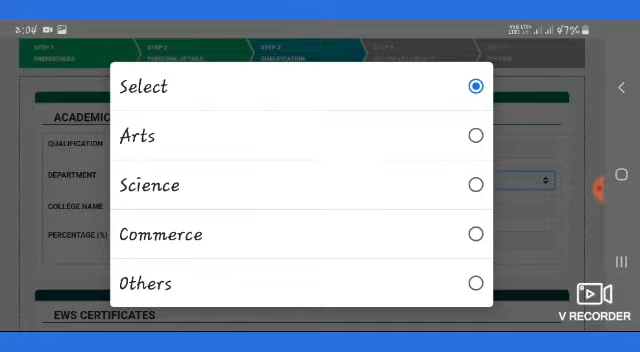 2:04
47%
STEP 1 STEP 2 STEP 3
PREFERENCES PERSONAL DETAILS QUALIFICATION
Select
ACADEMIC
Arts
QUALIFICATION
DEPARTMENT
Science
COLLEGE NAME
Commerce
PERCENTAGE (%)
Others
EWS CERTIFICATES
V RECORDER